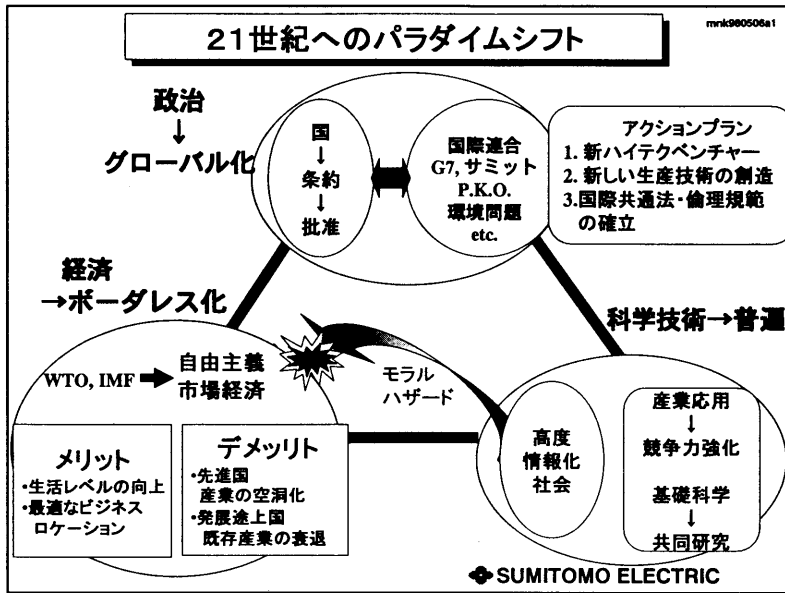 mnk980506a1
21世紀へのパラダイムシフト
政治
↓
グローバル化
国
↓
条約
↓
批准
国際連合
G7, サミット
P.K.O.
環境問題
etc.
アクションプラン
1. 新ハイテクベンチャー
2. 新しい生産技術の創造
3.国際共通法・倫理規範
の確立
経済
→ボーダレス化
科学技術→普遍
WTO, IMF
自由主義
市場経済
モラル
ハザード
メリット
・生活レベルの向上
・最適なビジネス
ロケーション
デメッリト
・先進国
産業の空洞化
・発展途上国
既存産業の衰退
高度
情報化
社会
産業応用
↓
競争力強化
基礎科学
↓
共同研究
SUMITOMO ELECTRIC